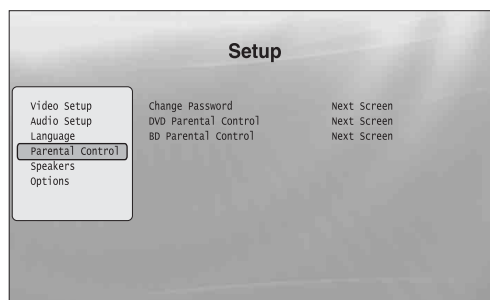 Setup
Video Setup
Audio Setup
Language
Parental Control
Speakers
Options
Change Password Next Screen
DVD Parental Control Next Screen
BD Parental Control Next Screen